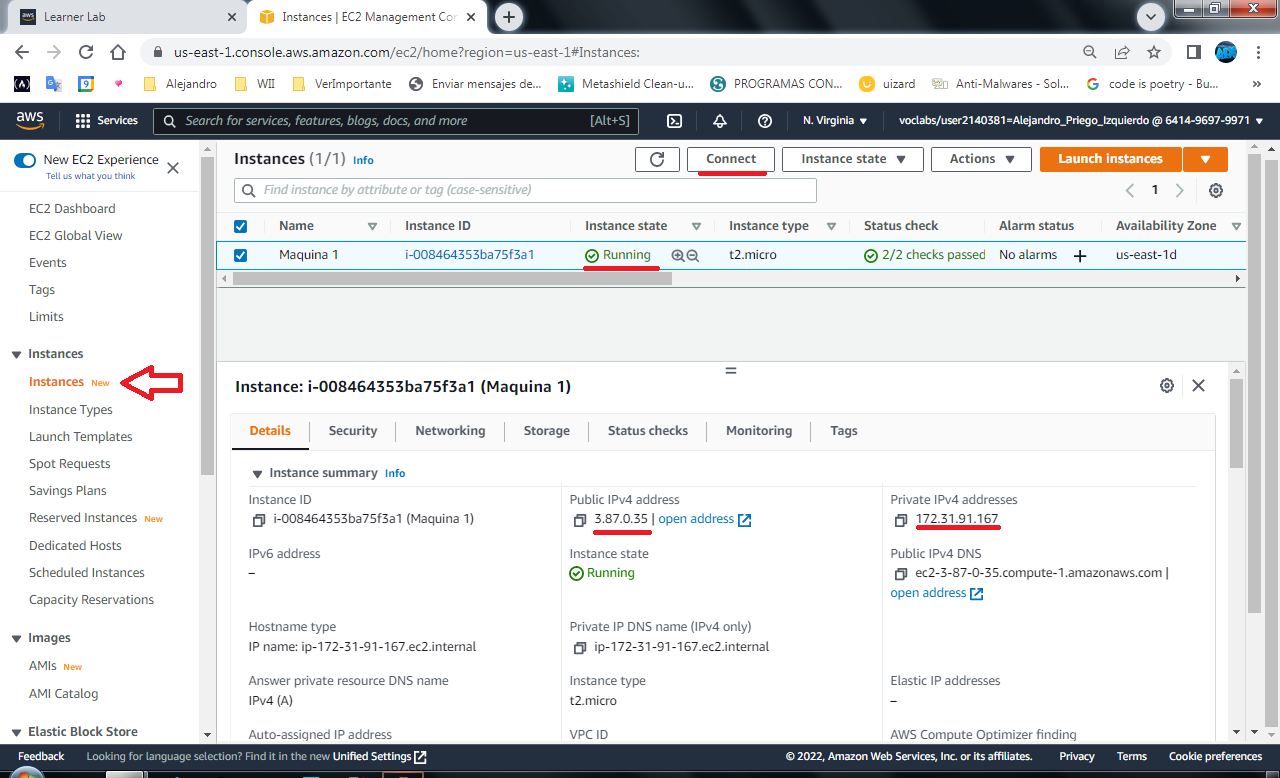 Learner Lab
Instances | EC2 Management Con
us-east-1.console.aws.amazon.com/ec2/home?region=us-east-1#Instances:
Alejandro WII VerImportante Enviar mensajes de... Metashield Clean-u... PROGRAMAS CON... uizard Anti-Malwares - Sol... code is poetry - Bu... »
aws Services Search for services, features, blogs, docs, and more [Alt+S] N. Virginia voclabs/user2140381=Alejandro_Priego_Izquierdo @ 6414-9697-9971
New EC2 Experience
Tell us what you think
EC2 Dashboard
EC2 Global View
Events
Tags
Limits
Instances
Instances New
Instance Types
Launch Templates
Spot Requests
Savings Plans
Reserved Instances New
Dedicated Hosts
Scheduled Instances
Capacity Reservations
Images
AMIs New
AMI Catalog
Elastic Block Store
Instances (1/1) Info Connect Instance state Actions Launch instances
Find instance by attribute or tag (case-sensitive) 1
Name Instance ID Instance state Instance type Status check Alarm status Availability Zone
Maquina 1 i-008464353ba75f3a1 Running t2.micro 2/2 checks passed No alarms + us-east-1d
Instance: i-008464353ba75f3a1 (Maquina 1)
Details Security Networking Storage Status checks Monitoring Tags
Instance summary Info
Instance ID
i-008464353ba75f3a1 (Maquina 1)
Public IPv4 address
3.87.0.35 | open address
Private IPv4 addresses
172.31.91.167
IPv6 address
–
Instance state
Running
Public IPv4 DNS
ec2-3-87-0-35.compute-1.amazonaws.com |
open address
Hostname type
IP name: ip-172-31-91-167.ec2.internal
Private IP DNS name (IPv4 only)
ip-172-31-91-167.ec2.internal
Answer private resource DNS name
IPv4 (A)
Instance type
t2.micro
Elastic IP addresses
–
Auto-assigned IP address
VPC ID
AWS Compute Optimizer finding
Feedback Looking for language selection? Find it in the new Unified Settings © 2022, Amazon Web Services, Inc. or its affiliates. Privacy Terms Cookie preferences